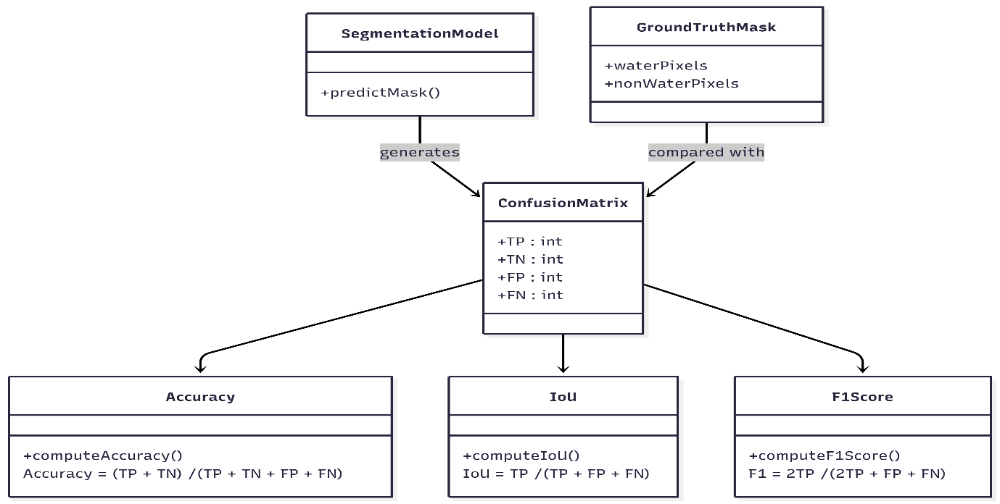 SegmentationModel
+predictMask()
GroundTruthMask
+waterPixels
+nonWaterPixels
generates
compared with
ConfusionMatrix
+TP : int
+TN : int
+FP : int
+FN : int
Accuracy
+computeAccuracy()
Accuracy = (TP + TN) /(TP + TN + FP + FN)
IoU
+computeIoU()
IoU = TP /(TP + FP + FN)
F1Score
+computeF1Score()
F1 = 2TP /(2TP + FP + FN)